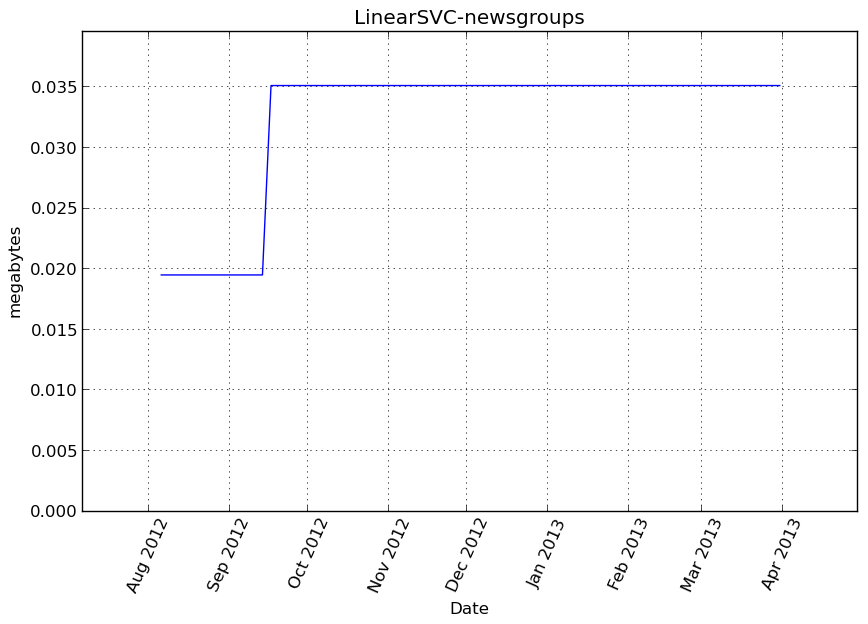 LinearSVC-newsgroups
megabytes
0.035
0.030
0.025
0.020
0.015
0.010
0.005
0.000
Aug 2012
Sep 2012
Oct 2012
Nov 2012
Dec 2012
Jan 2013
Feb 2013
Mar 2013
Apr 2013
Date